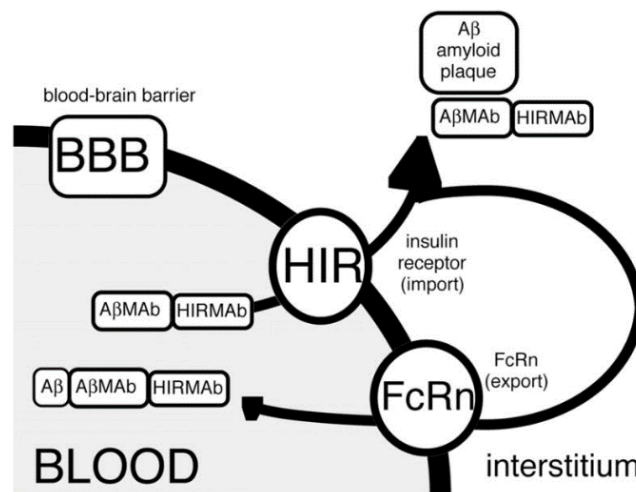 Aβ
amyloid
plaque
AβMAb HIRMAb
blood-brain barrier
BBB
HIR
insulin
receptor
(import)
AβMAb HIRMAb
FcRn
(export)
Aβ AβMAb HIRMAb
FcRn
BLOOD
interstitium